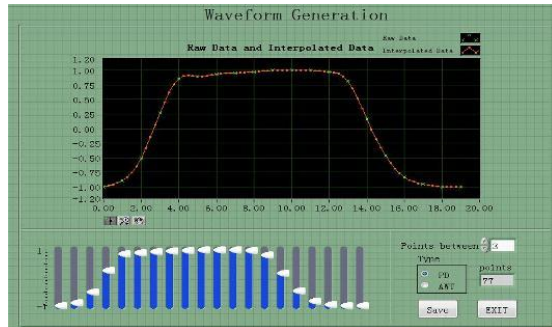 Waveform Generation
Raw Data
Raw Data and Interpolated Data
Interpolated Data
1.20
1.00
0.75
0.50
0.25
0.00
-0.25
-0.50
-0.75
-1.00
-1.20
0.00 2.00 4.00 6.00 8.00 10.00 12.00 14.00 16.00 18.00 20.00
1
-1
Points between 3
Type
PD
ANT
points
77
Save EXIT